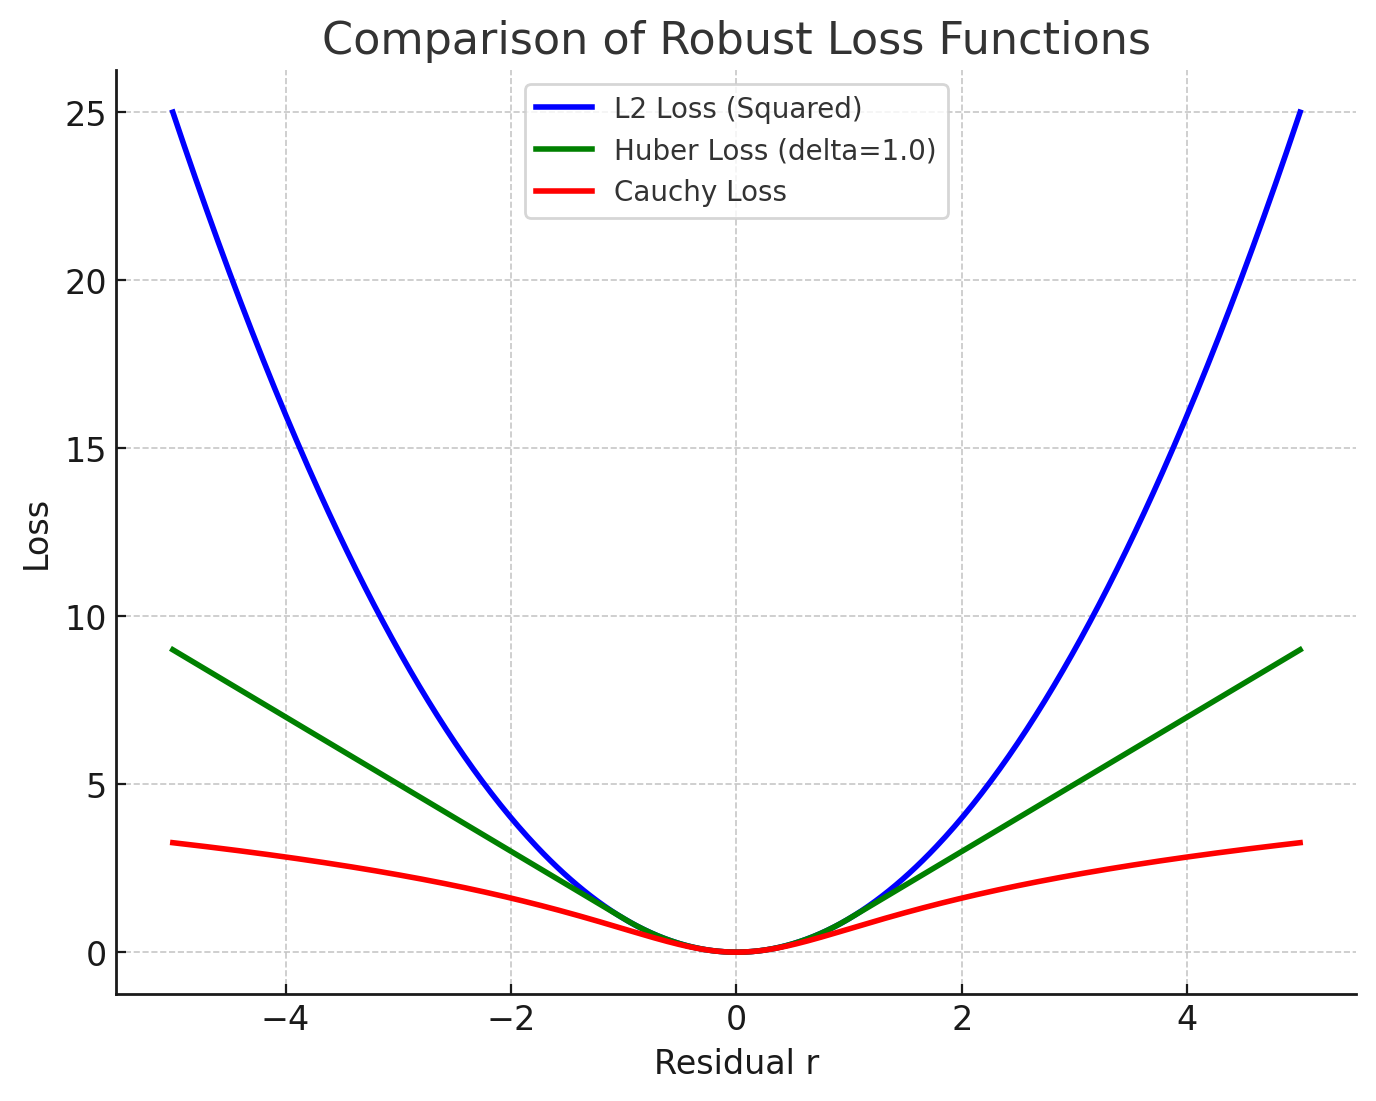 Comparison of Robust Loss Functions
L2 Loss (Squared)
Huber Loss (delta=1.0)
Cauchy Loss
25
20
15
10
5
0
Loss
−4
−2
0
2
4
Residual r